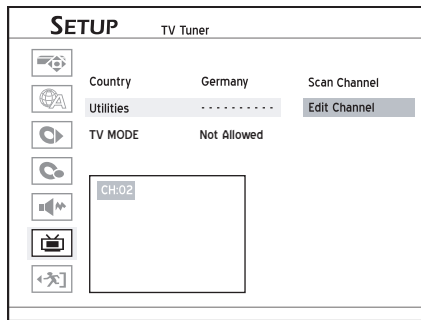 SETUP TV Tuner
Country Germany Scan Channel
Utilities - - - - - - - - - - Edit Channel
TV MODE Not Allowed
CH:02